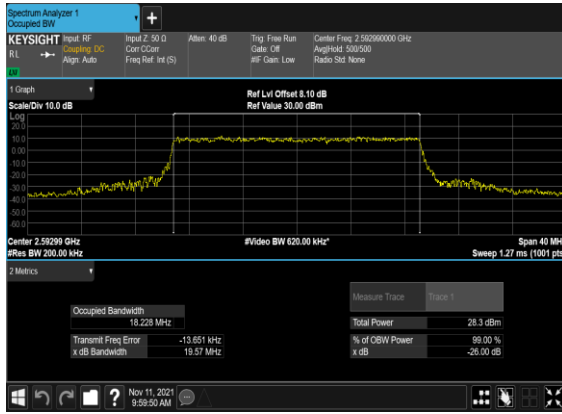 Spectrum Analyzer 1
Occupied BW
+
KEYSIGHT Input: RF Input Z: 50 Ω Atten: 40 dB Trig: Free Run Center Freq: 2.592990000 GHz
RL Coupling: DC Corr CCorr Gate: Off Avg|Hold: 500/500
Align: Auto Freq Ref: Int (S) #IF Gain: Low Radio Std: None
LVI
1 Graph
Ref Lvl Offset 8.10 dB
Scale/Div 10.0 dB Ref Value 30.00 dBm
Log
20.0
10.0
0.00
-10.0
-20.0
-30.0
-40.0
-50.0
-60.0
Center 2.59299 GHz #Video BW 620.00 kHz* Span 40 MH
#Res BW 200.00 kHz Sweep 1.27 ms (1001 pts
2 Metrics
Measure Trace Trace 1
Occupied Bandwidth
18.228 MHz Total Power 28.3 dBm
Transmit Freq Error -13.651 kHz % of OBW Power 99.00 %
x dB Bandwidth 19.57 MHz x dB -26.00 dB
? Nov 11, 2021
9:59:50 AM